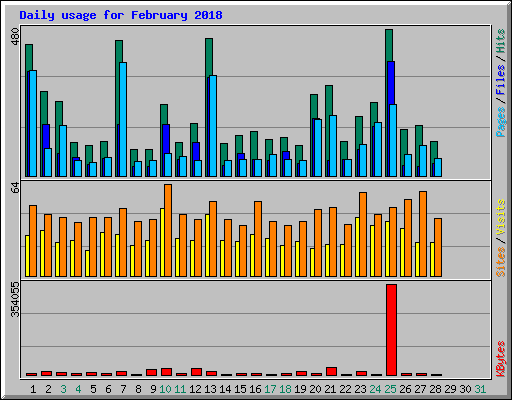 Daily usage for February 2018
480
64
354055
Pages / Files / Hits
Sites / Visits
KBytes
1 2 3 4 5 6 7 8 9 10 11 12 13 14 15 16 17 18 19 20 21 22 23 24 25 26 27 28 29 30 31